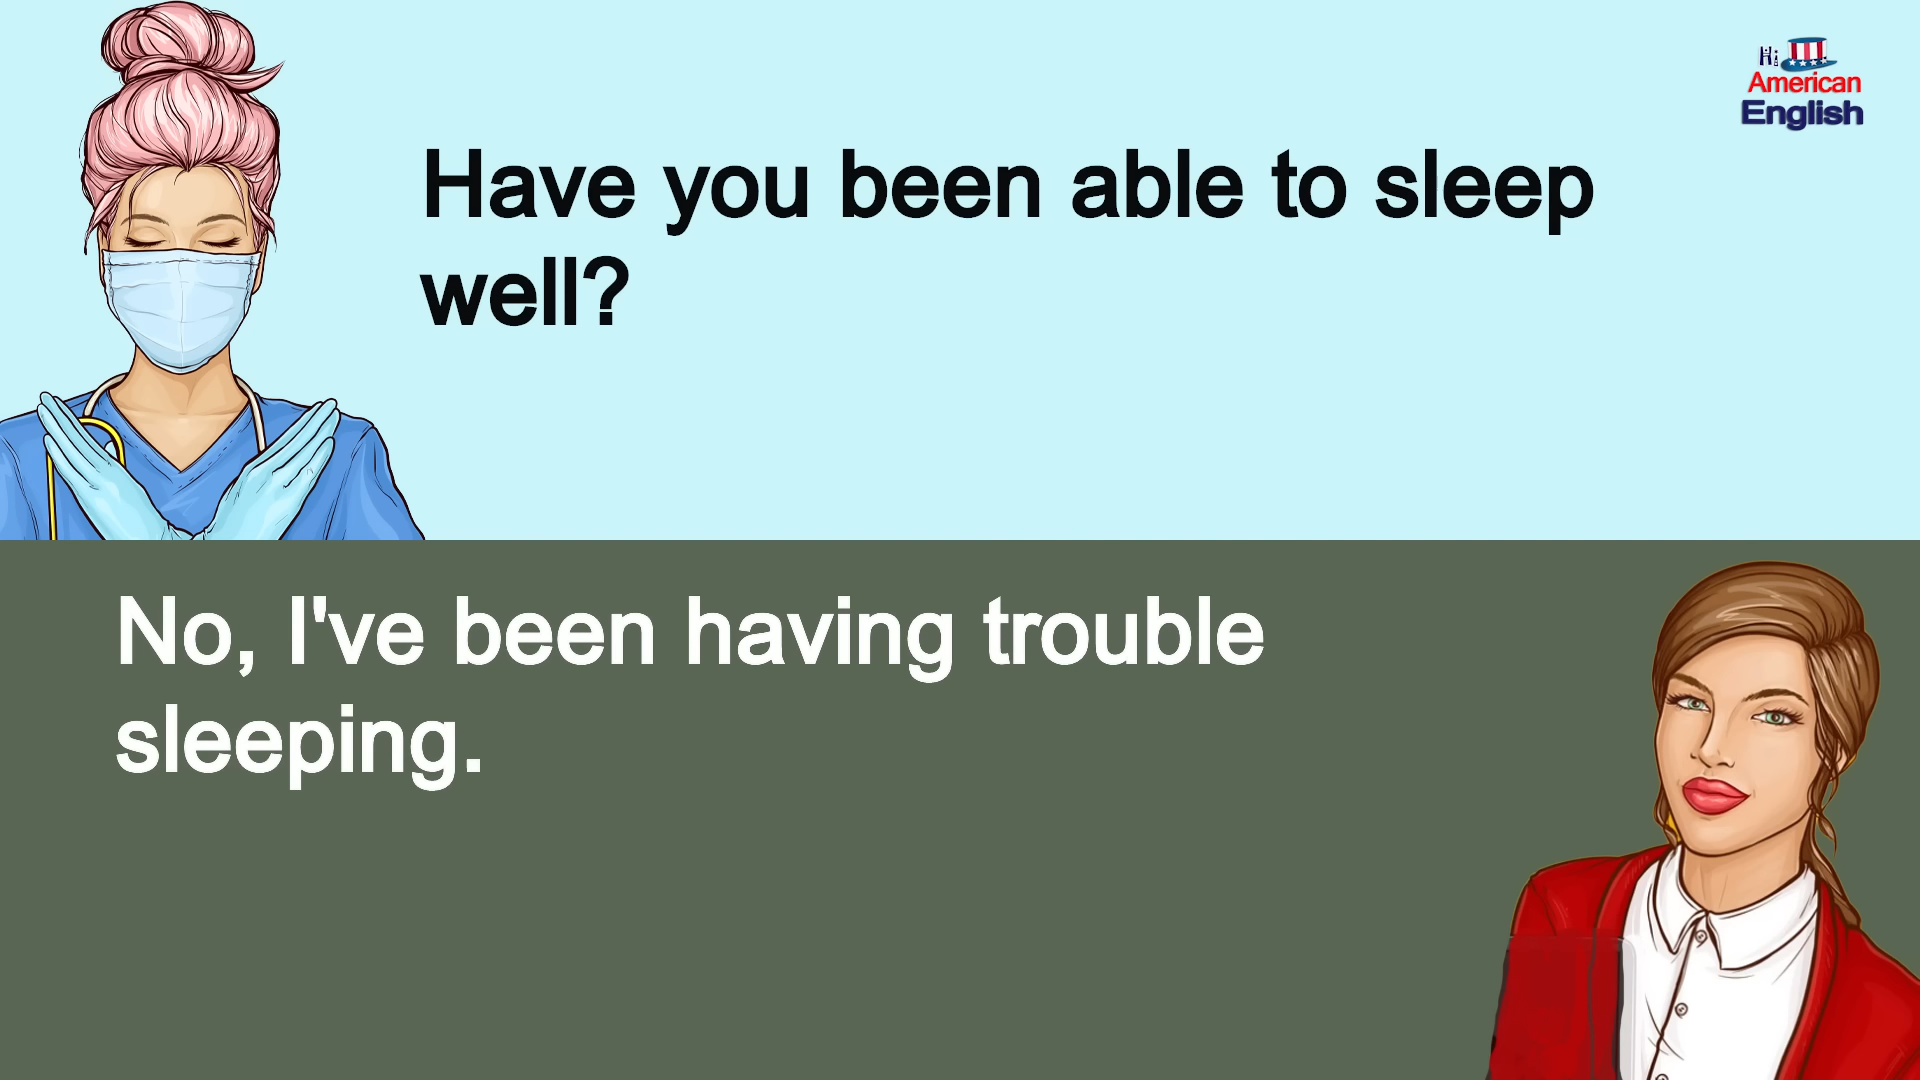 Hi
American
English
Have you been able to sleep
well?
No, I've been having trouble
sleeping.